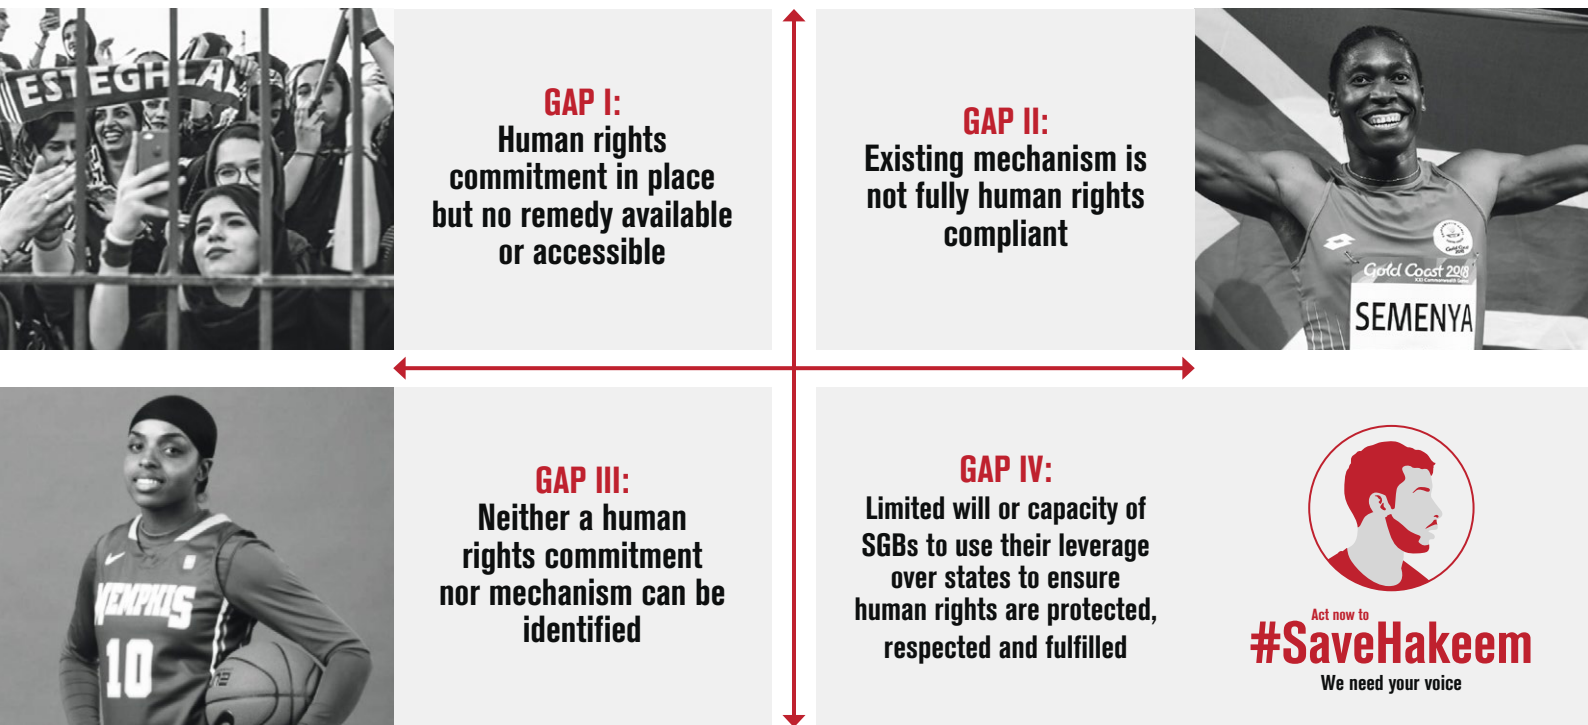 ESTEGHLAL
GAP I:
Human rights
commitment in place
but no remedy available
or accessible
GAP II:
Existing mechanism is
not fully human rights
compliant
Gold Coast 2018
XXI Commonwealth Games
SEMENYA
MEMPHIS
10
GAP III:
Neither a human
rights commitment
nor mechanism can be
identified
GAP IV:
Limited will or capacity of
SGBs to use their leverage
over states to ensure
human rights are protected,
respected and fulfilled
Act now to
#SaveHakeem
We need your voice